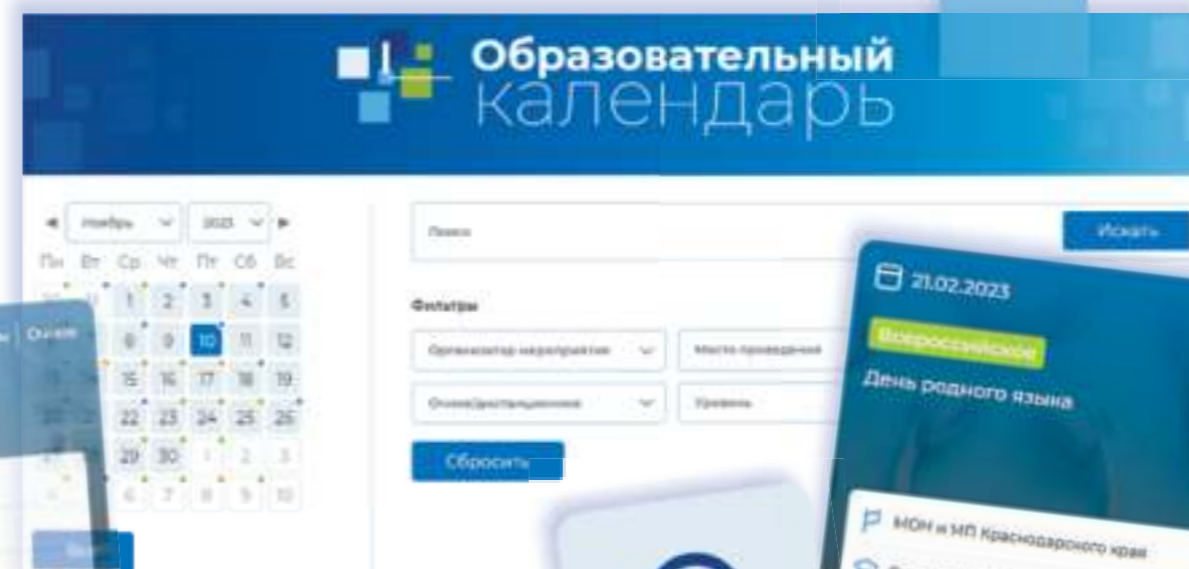 Образовательный
календарь
ноябрь 2023
Пн Вт Ср Чт Пт Сб Вс
1 2 3 4 5
8 9 10 11 12
15 16 17 18 19
22 23 24 25 26
29 30 1 2 3
6 7 8 9 10
Поиск
Искать
Фильтры
Организатор мероприятия
Место проведения
Очное/дистанционное
Уровень
Сбросить
21.02.2023
Всероссийское
День родного языка
МОН и МП Краснодарского края